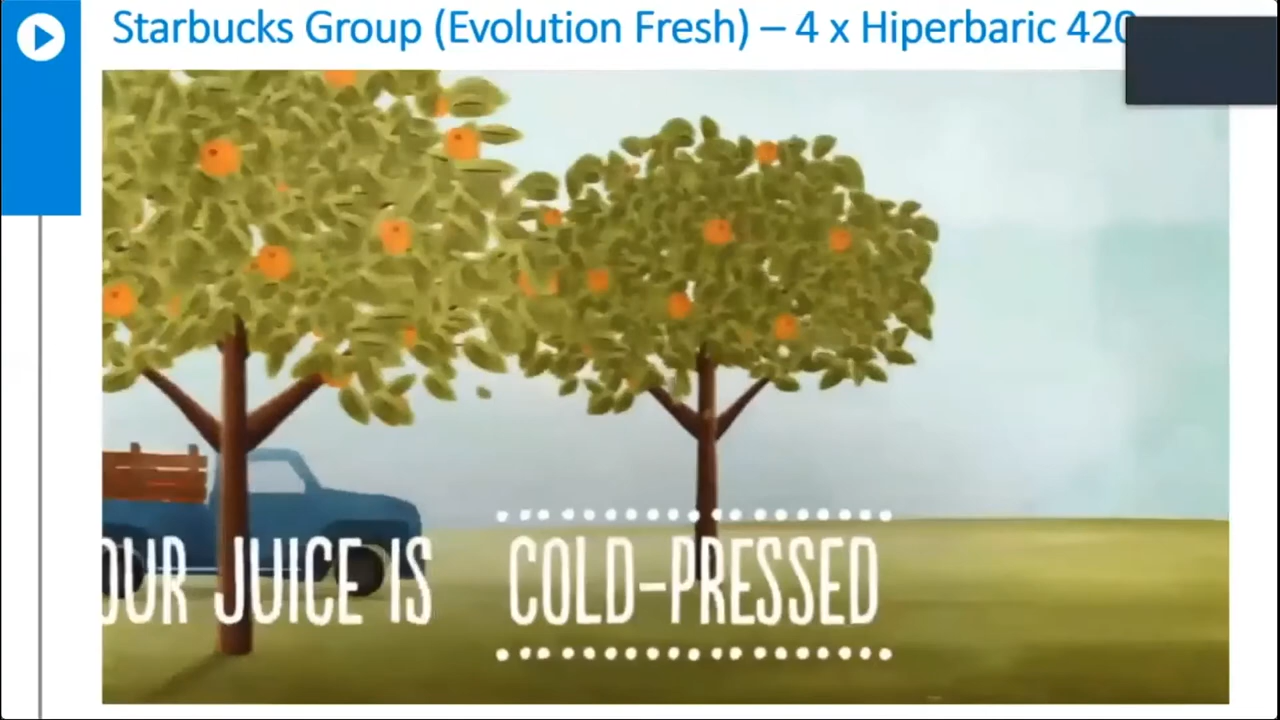 Starbucks Group (Evolution Fresh) – 4 x Hiperbaric 420
OUR JUICE IS COLD-PRESSED